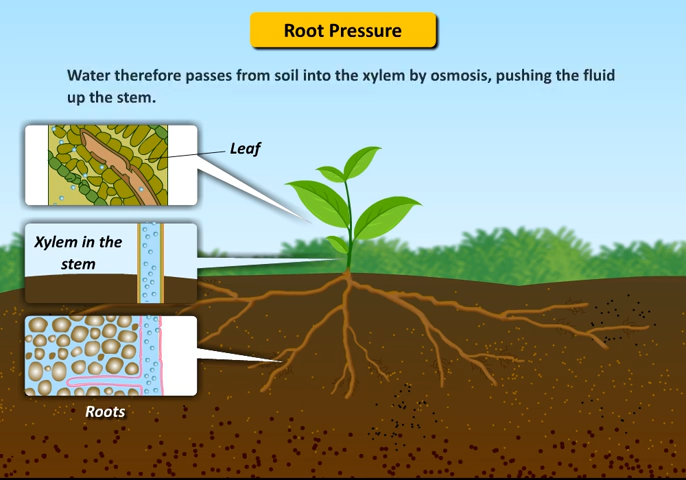 Root Pressure
Water therefore passes from soil into the xylem by osmosis, pushing the fluid
up the stem.
Leaf
Xylem in the
stem
Roots